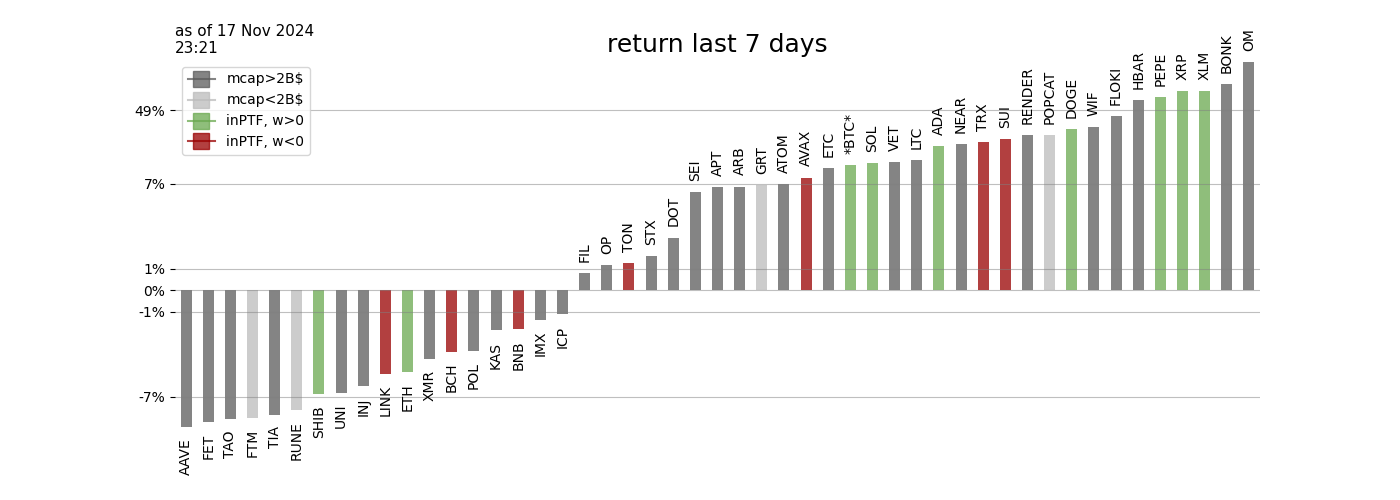 as of 17 Nov 2024
23:21
return last 7 days
mcap>2B$
mcap<2B$
inPTF, w>0
inPTF, w<0
49%
7%
1%
0%
-1%
-7%
AAVE
FET
TAO
FTM
TIA
RUNE
SHIB
UNI
INJ
LINK
ETH
XMR
BCH
POL
KAS
BNB
IMX
ICP
FIL
OP
TON
STX
DOT
SEI
APT
ARB
GRT
ATOM
AVAX
ETC
*BTC*
SOL
VET
LTC
ADA
NEAR
TRX
SUI
RENDER
POPCAT
DOGE
WIF
FLOKI
HBAR
PEPE
XRP
XLM
BONK
OM